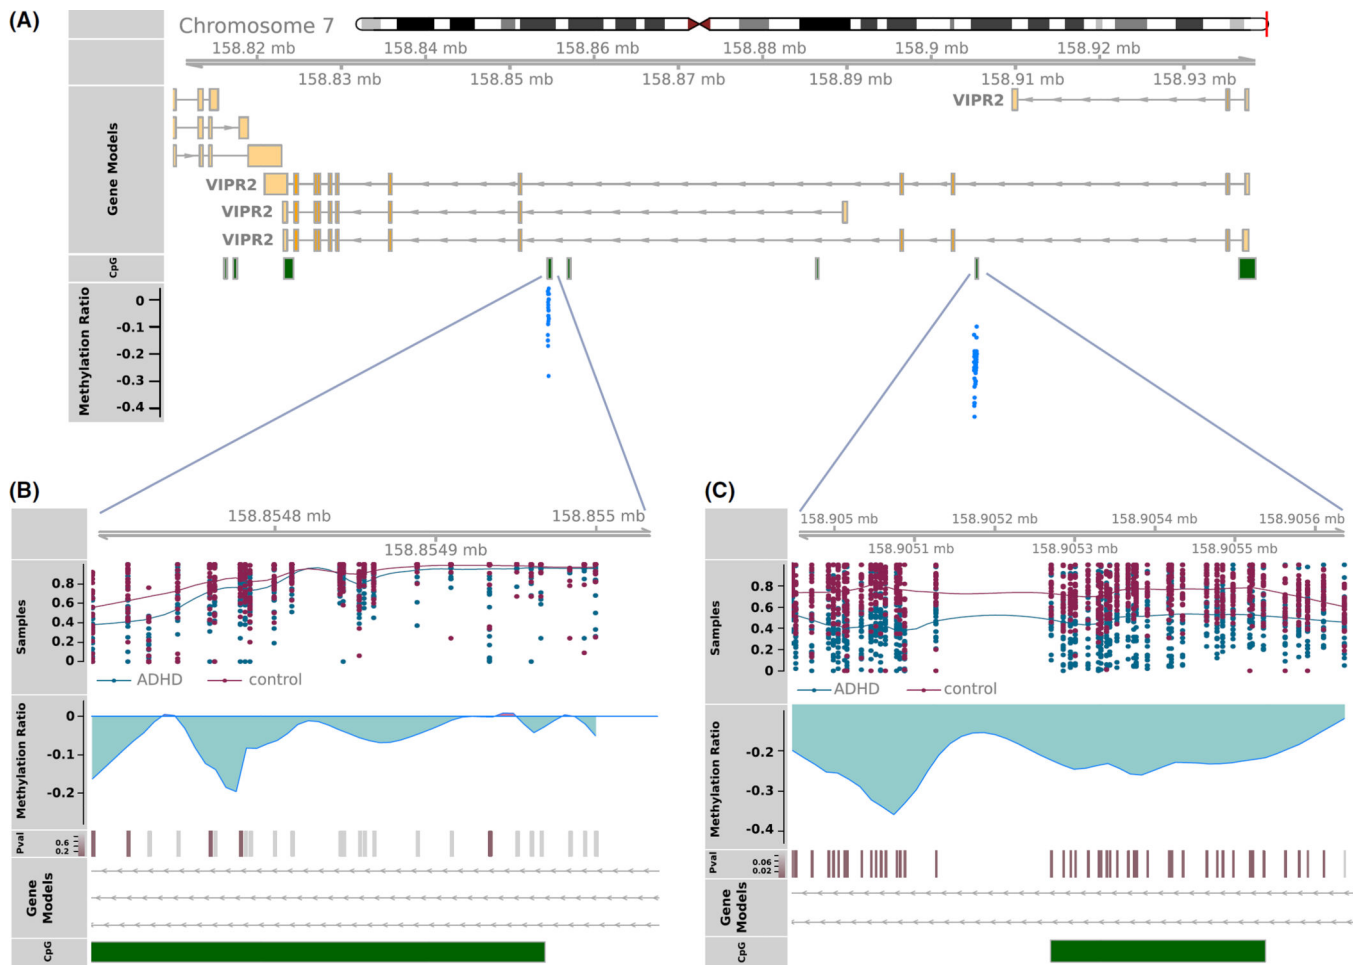 (A)
Chromosome 7
158.82 mb 158.84 mb 158.86 mb 158.88 mb 158.9 mb 158.92 mb
158.83 mb 158.85 mb 158.87 mb 158.89 mb 158.91 mb 158.93 mb
Gene Models
VIPR2
VIPR2
VIPR2
VIPR2
CpG
Methylation Ratio
0
-0.1
-0.2
-0.3
-0.4
(B)
158.8548 mb 158.855 mb
158.8549 mb
Samples
0.8
0.6
0.4
0.2
0
ADHD control
Methylation Ratio
0
-0.1
-0.2
Pval
0.6
0.2
Gene
Models
CpG
(C)
158.905 mb 158.9052 mb 158.9054 mb 158.9056 mb
158.9051 mb 158.9053 mb 158.9055 mb
Samples
0.8
0.6
0.4
0.2
0
ADHD control
Methylation Ratio
-0.2
-0.3
-0.4
Pval
0.06
0.02
Gene
Models
CpG